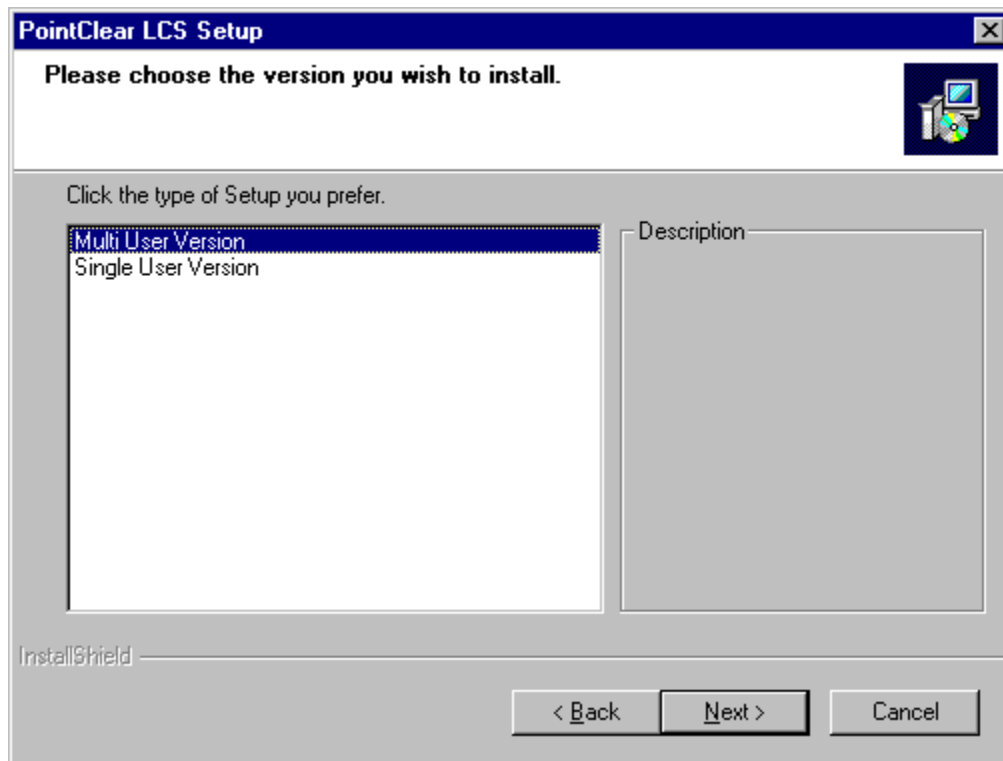 PointClear LCS Setup
Please choose the version you wish to install.
Click the type of Setup you prefer.
Multi User Version
Single User Version
Description
InstallShield
< Back
Next >
Cancel